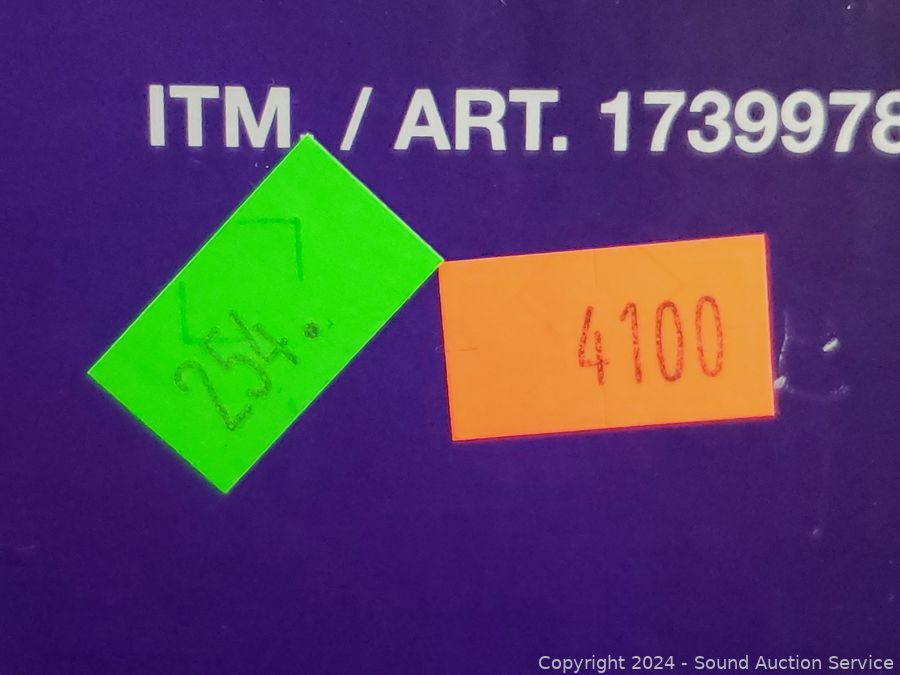 ITM. / ART. 1739978
254.
4100
Copyright 2024 - Sound Auction Service